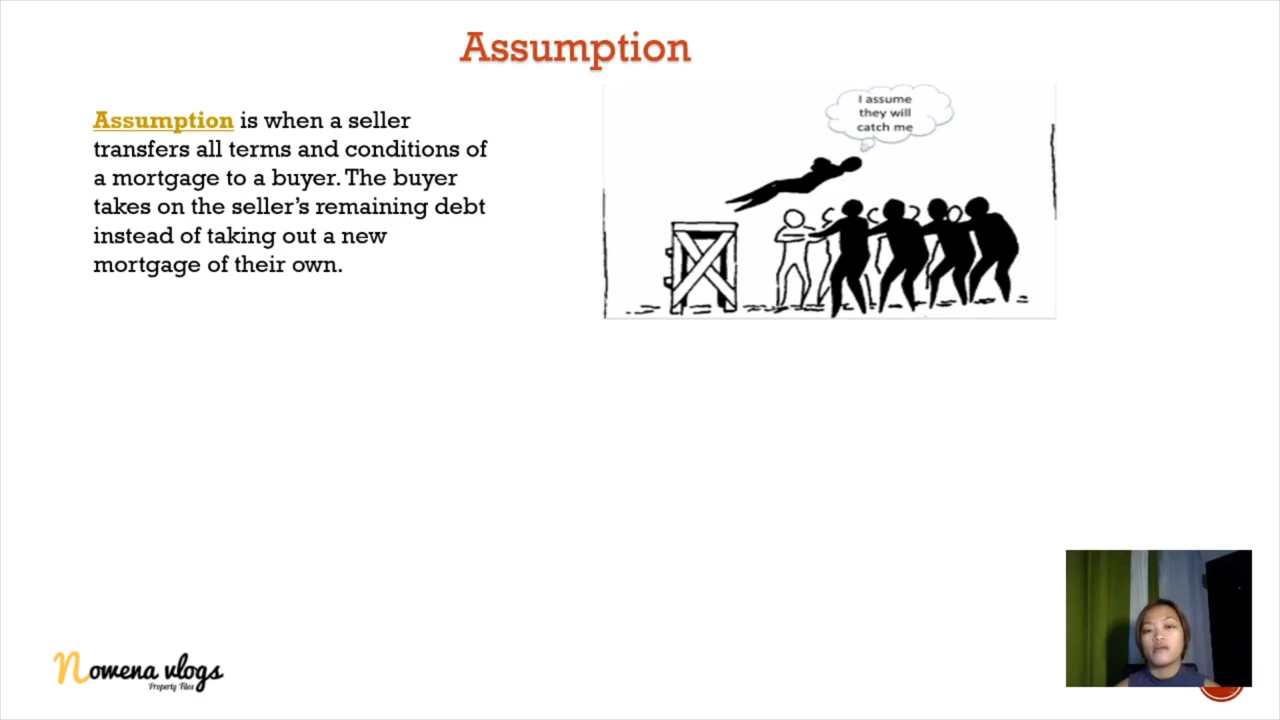 Assumption
Assumption is when a seller
transfers all terms and conditions of
a mortgage to a buyer. The buyer
takes on the seller’s remaining debt
instead of taking out a new
mortgage of their own.
I assume
they will
catch me
Nowena vlogs
Property Files